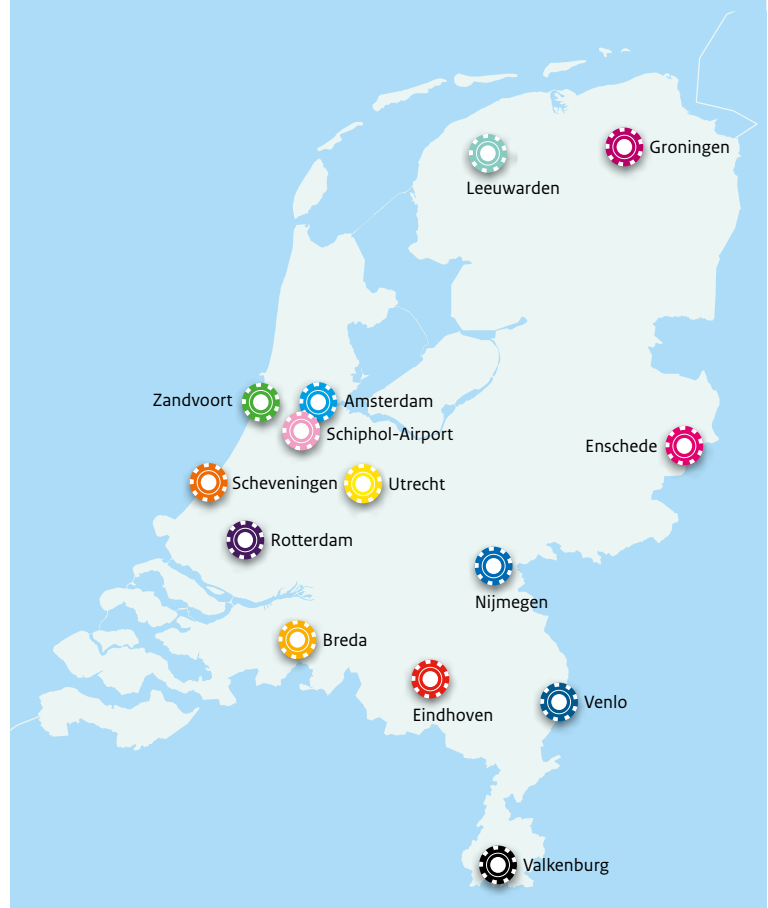 Groningen
Leeuwarden
Zandvoort
Amsterdam
Schiphol-Airport
Enschede
Scheveningen
Utrecht
Rotterdam
Nijmegen
Breda
Venlo
Eindhoven
Valkenburg